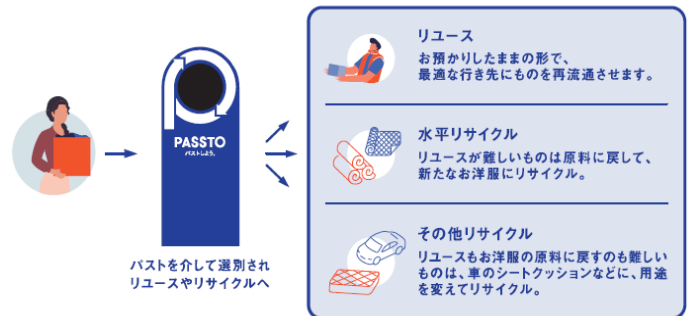 PASSTO
パストしよう。
パストを介して選別され
リユースやリサイクルへ
リユース
お預かりしたままの形で、
最適な行き先にものを再流通させます。
水平リサイクル
リユースが難しいものは原料に戻して、
新たなお洋服にリサイクル。
その他リサイクル
リユースもお洋服の原料に戻すのも難しい
ものは、車のシートクッションなどに、用途
を変えてリサイクル。